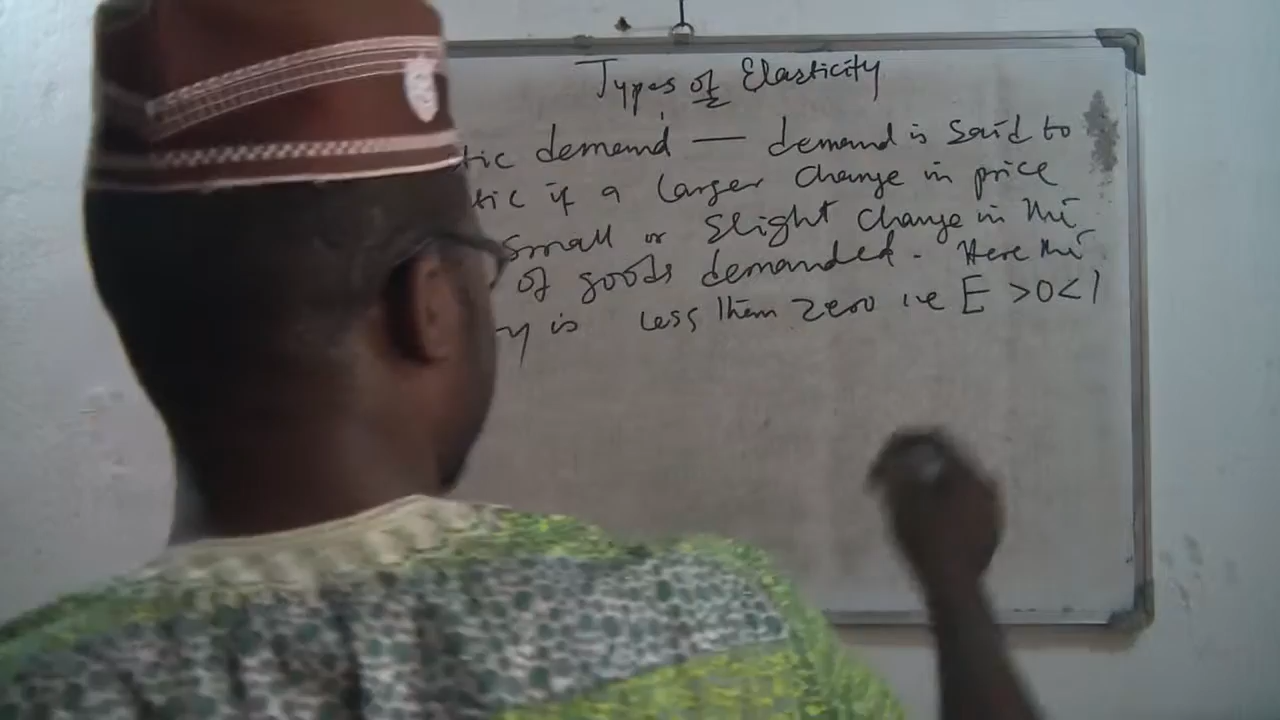 Types of Elasticity
tic demand — demand is said to
tic if a larger change in price
small or slight change in the
of goods demanded. Here the
y is less than zero i.e E >0<1